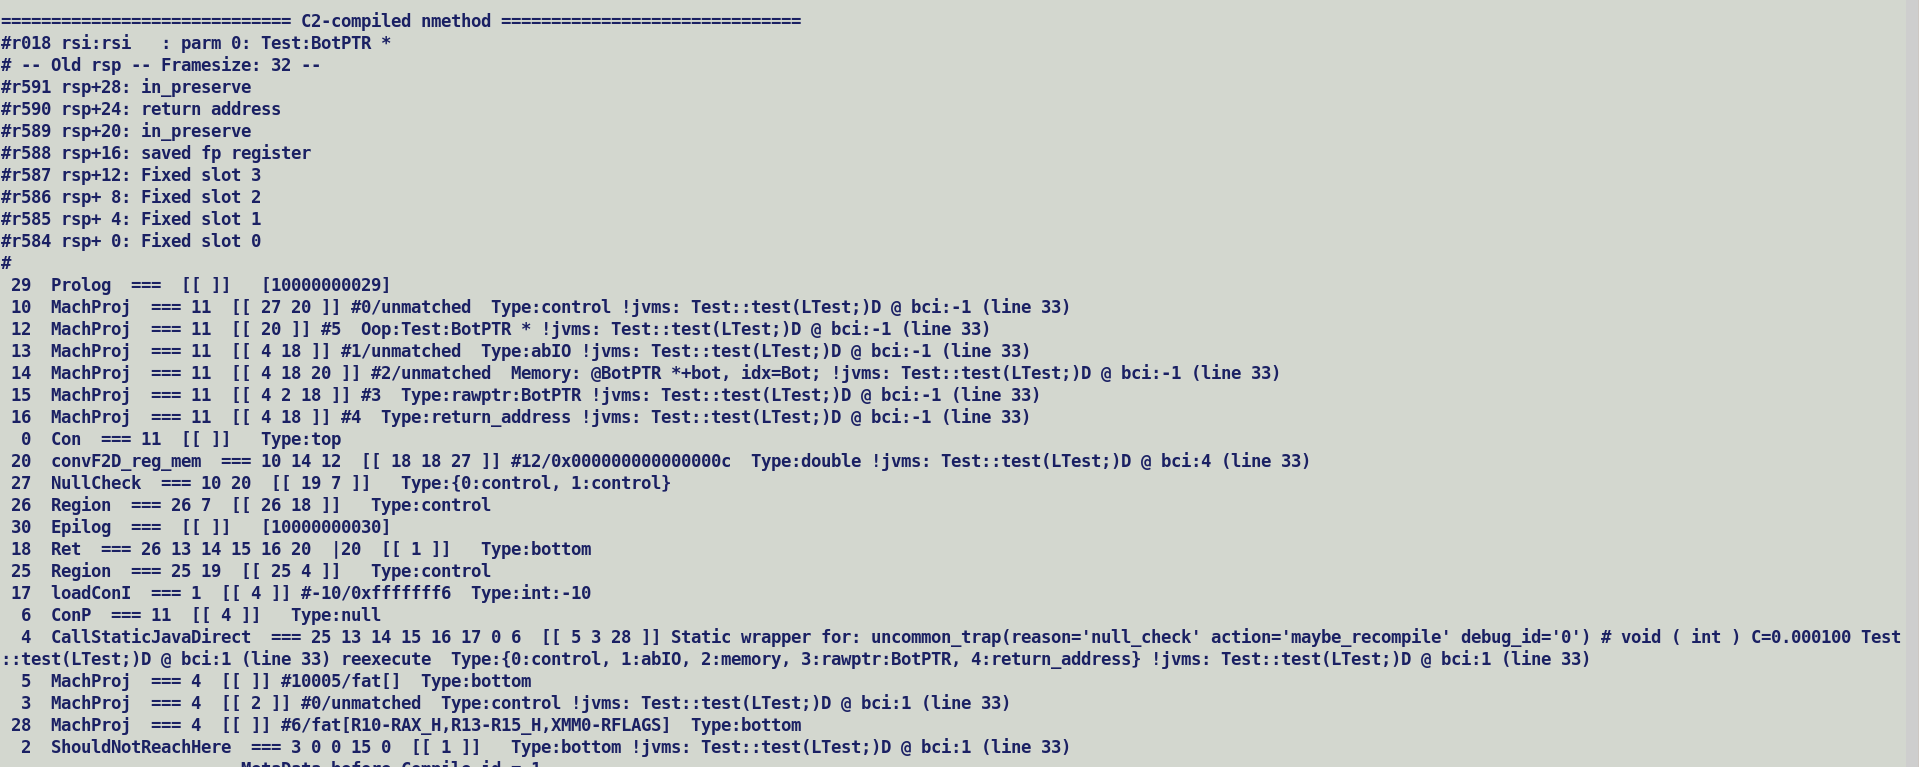 ============================= C2-compiled nmethod ==============================
#r018 rsi:rsi   : parm 0: Test:BotPTR *
# -- Old rsp -- Framesize: 32 --
#r591 rsp+28: in_preserve
#r590 rsp+24: return address
#r589 rsp+20: in_preserve
#r588 rsp+16: saved fp register
#r587 rsp+12: Fixed slot 3
#r586 rsp+ 8: Fixed slot 2
#r585 rsp+ 4: Fixed slot 1
#r584 rsp+ 0: Fixed slot 0
#
 29  Prolog  ===  [[ ]]   [10000000029]
 10  MachProj  === 11  [[ 27 20 ]] #0/unmatched  Type:control !jvms: Test::test(LTest;)D @ bci:-1 (line 33)
 12  MachProj  === 11  [[ 20 ]] #5  Oop:Test:BotPTR * !jvms: Test::test(LTest;)D @ bci:-1 (line 33)
 13  MachProj  === 11  [[ 4 18 ]] #1/unmatched  Type:abIO !jvms: Test::test(LTest;)D @ bci:-1 (line 33)
 14  MachProj  === 11  [[ 4 18 20 ]] #2/unmatched  Memory: @BotPTR *+bot, idx=Bot; !jvms: Test::test(LTest;)D @ bci:-1 (line 33)
 15  MachProj  === 11  [[ 4 2 18 ]] #3  Type:rawptr:BotPTR !jvms: Test::test(LTest;)D @ bci:-1 (line 33)
 16  MachProj  === 11  [[ 4 18 ]] #4  Type:return_address !jvms: Test::test(LTest;)D @ bci:-1 (line 33)
  0  Con  === 11  [[ ]]   Type:top
 20  convF2D_reg_mem  === 10 14 12  [[ 18 18 27 ]] #12/0x000000000000000c  Type:double !jvms: Test::test(LTest;)D @ bci:4 (line 33)
 27  NullCheck  === 10 20  [[ 19 7 ]]   Type:{0:control, 1:control}
 26  Region  === 26 7  [[ 26 18 ]]   Type:control
 30  Epilog  ===  [[ ]]   [10000000030]
 18  Ret  === 26 13 14 15 16 20  |20  [[ 1 ]]   Type:bottom
 25  Region  === 25 19  [[ 25 4 ]]   Type:control
 17  loadConI  === 1  [[ 4 ]] #-10/0xfffffff6  Type:int:-10
  6  ConP  === 11  [[ 4 ]]   Type:null
  4  CallStaticJavaDirect  === 25 13 14 15 16 17 0 6  [[ 5 3 28 ]] Static wrapper for: uncommon_trap(reason='null_check' action='maybe_recompile' debug_id='0') # void ( int ) C=0.000100 Test
::test(LTest;)D @ bci:1 (line 33) reexecute  Type:{0:control, 1:abIO, 2:memory, 3:rawptr:BotPTR, 4:return_address} !jvms: Test::test(LTest;)D @ bci:1 (line 33)
  5  MachProj  === 4  [[ ]] #10005/fat[]  Type:bottom
  3  MachProj  === 4  [[ 2 ]] #0/unmatched  Type:control !jvms: Test::test(LTest;)D @ bci:1 (line 33)
 28  MachProj  === 4  [[ ]] #6/fat[R10-RAX_H,R13-R15_H,XMM0-RFLAGS]  Type:bottom
  2  ShouldNotReachHere  === 3 0 0 15 0  [[ 1 ]]   Type:bottom !jvms: Test::test(LTest;)D @ bci:1 (line 33)